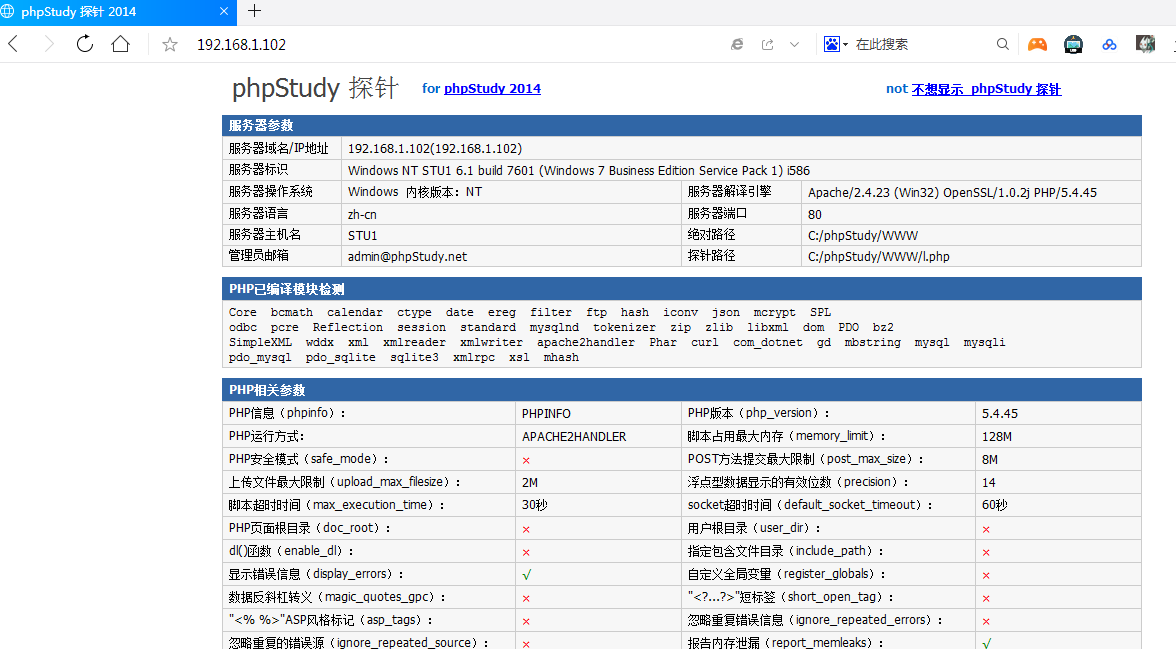 phpStudy 探针 2014
192.168.1.102
在此搜索
phpStudy 探针 for phpStudy 2014 not 不想显示 phpStudy 探针
服务器参数
服务器域名/IP地址 192.168.1.102(192.168.1.102)
服务器标识 Windows NT STU1 6.1 build 7601 (Windows 7 Business Edition Service Pack 1) i586
服务器操作系统 Windows 内核版本：NT 服务器解译引擎 Apache/2.4.23 (Win32) OpenSSL/1.0.2j PHP/5.4.45
服务器语言 zh-cn 服务器端口 80
服务器主机名 STU1 绝对路径 C:/phpStudy/WWW
管理员邮箱 admin@phpStudy.net 探针路径 C:/phpStudy/WWW/l.php
PHP已编译模块检测
Core bcmath calendar ctype date ereg filter ftp hash iconv json mcrypt SPL
odbc pcre Reflection session standard mysqlnd tokenizer zip zlib libxml dom PDO bz2
SimpleXML wddx xml xmlreader xmlwriter apache2handler Phar curl com_dotnet gd mbstring mysql mysqli
pdo_mysql pdo_sqlite sqlite3 xmlrpc xsl mhash
PHP相关参数
PHP信息（phpinfo）： PHPINFO PHP版本（php_version）： 5.4.45
PHP运行方式： APACHE2HANDLER 脚本占用最大内存（memory_limit）： 128M
PHP安全模式（safe_mode）： × POST方法提交最大限制（post_max_size）： 8M
上传文件最大限制（upload_max_filesize）： 2M 浮点型数据显示的有效位数（precision）： 14
脚本超时时间（max_execution_time）： 30秒 socket超时时间（default_socket_timeout）： 60秒
PHP页面根目录（doc_root）： × 用户根目录（user_dir）： ×
dl()函数（enable_dl）： × 指定包含文件目录（include_path）： ×
显示错误信息（display_errors）： √ 自定义全局变量（register_globals）： ×
数据反斜杠转义（magic_quotes_gpc）： × "<?...?>"短标签（short_open_tag）： ×
"<% %>"ASP风格标记（asp_tags）： × 忽略重复错误信息（ignore_repeated_errors）： ×
忽略重复的错误源（ignore_repeated_source）： × 报告内存泄漏（report_memleaks）： √